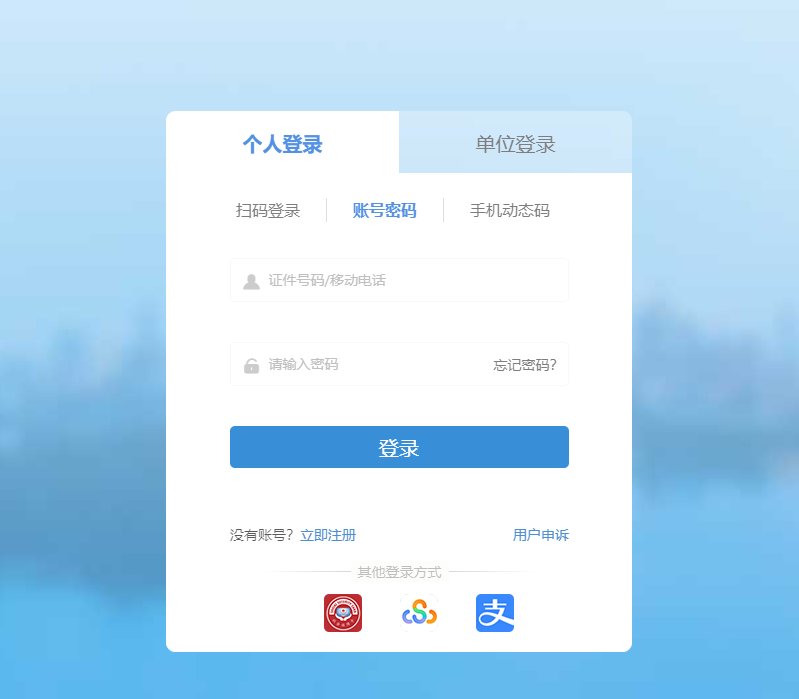 个人登录 单位登录
扫码登录 账号密码 手机动态码
证件号码/移动电话
请输入密码 忘记密码?
登录
没有账号? 立即注册 用户申诉
其他登录方式
支